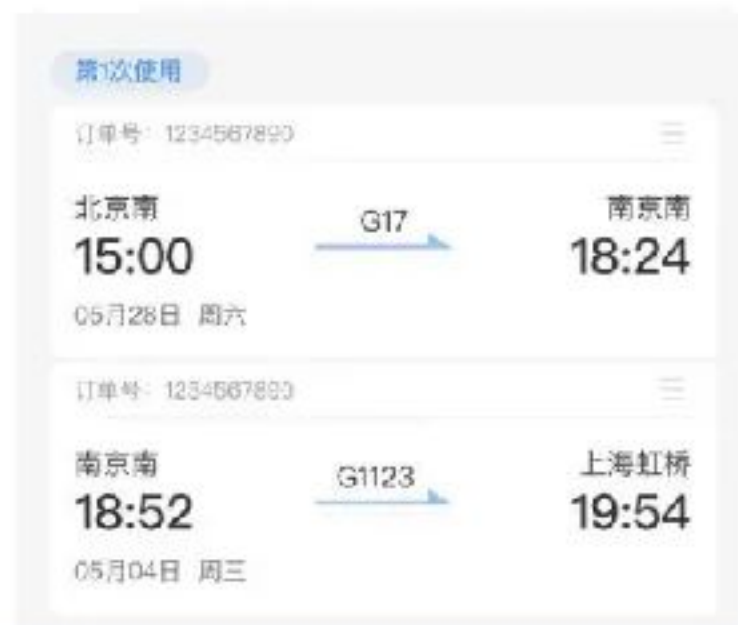 第1次使用
订单号: 1234567890
北京南 G17 南京南
15:00 18:24
05月28日 周六
订单号: 1234567890
南京南 G1123 上海虹桥
18:52 19:54
05月04日 周三